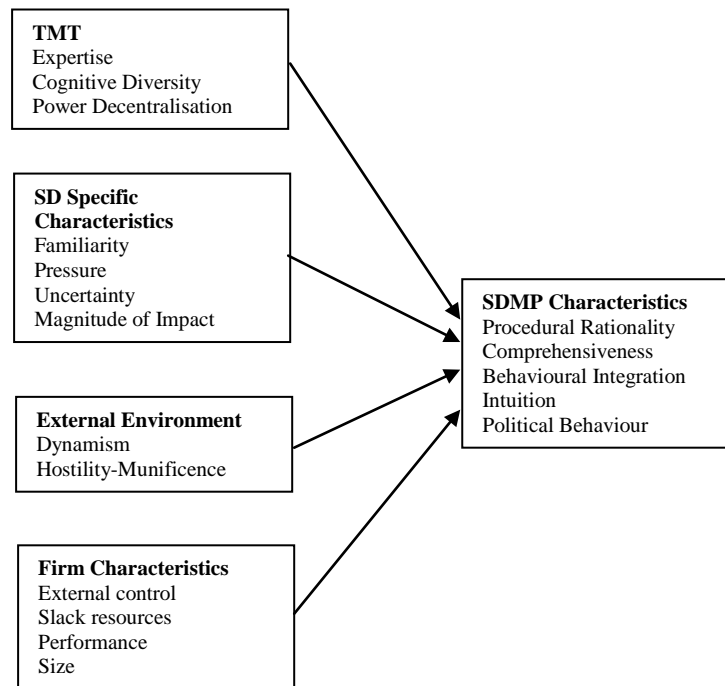 TMT
Expertise
Cognitive Diversity
Power Decentralisation
SD Specific
Characteristics
Familiarity
Pressure
Uncertainty
Magnitude of Impact
External Environment
Dynamism
Hostility-Munificence
Firm Characteristics
External control
Slack resources
Performance
Size
SDMP Characteristics
Procedural Rationality
Comprehensiveness
Behavioural Integration
Intuition
Political Behaviour